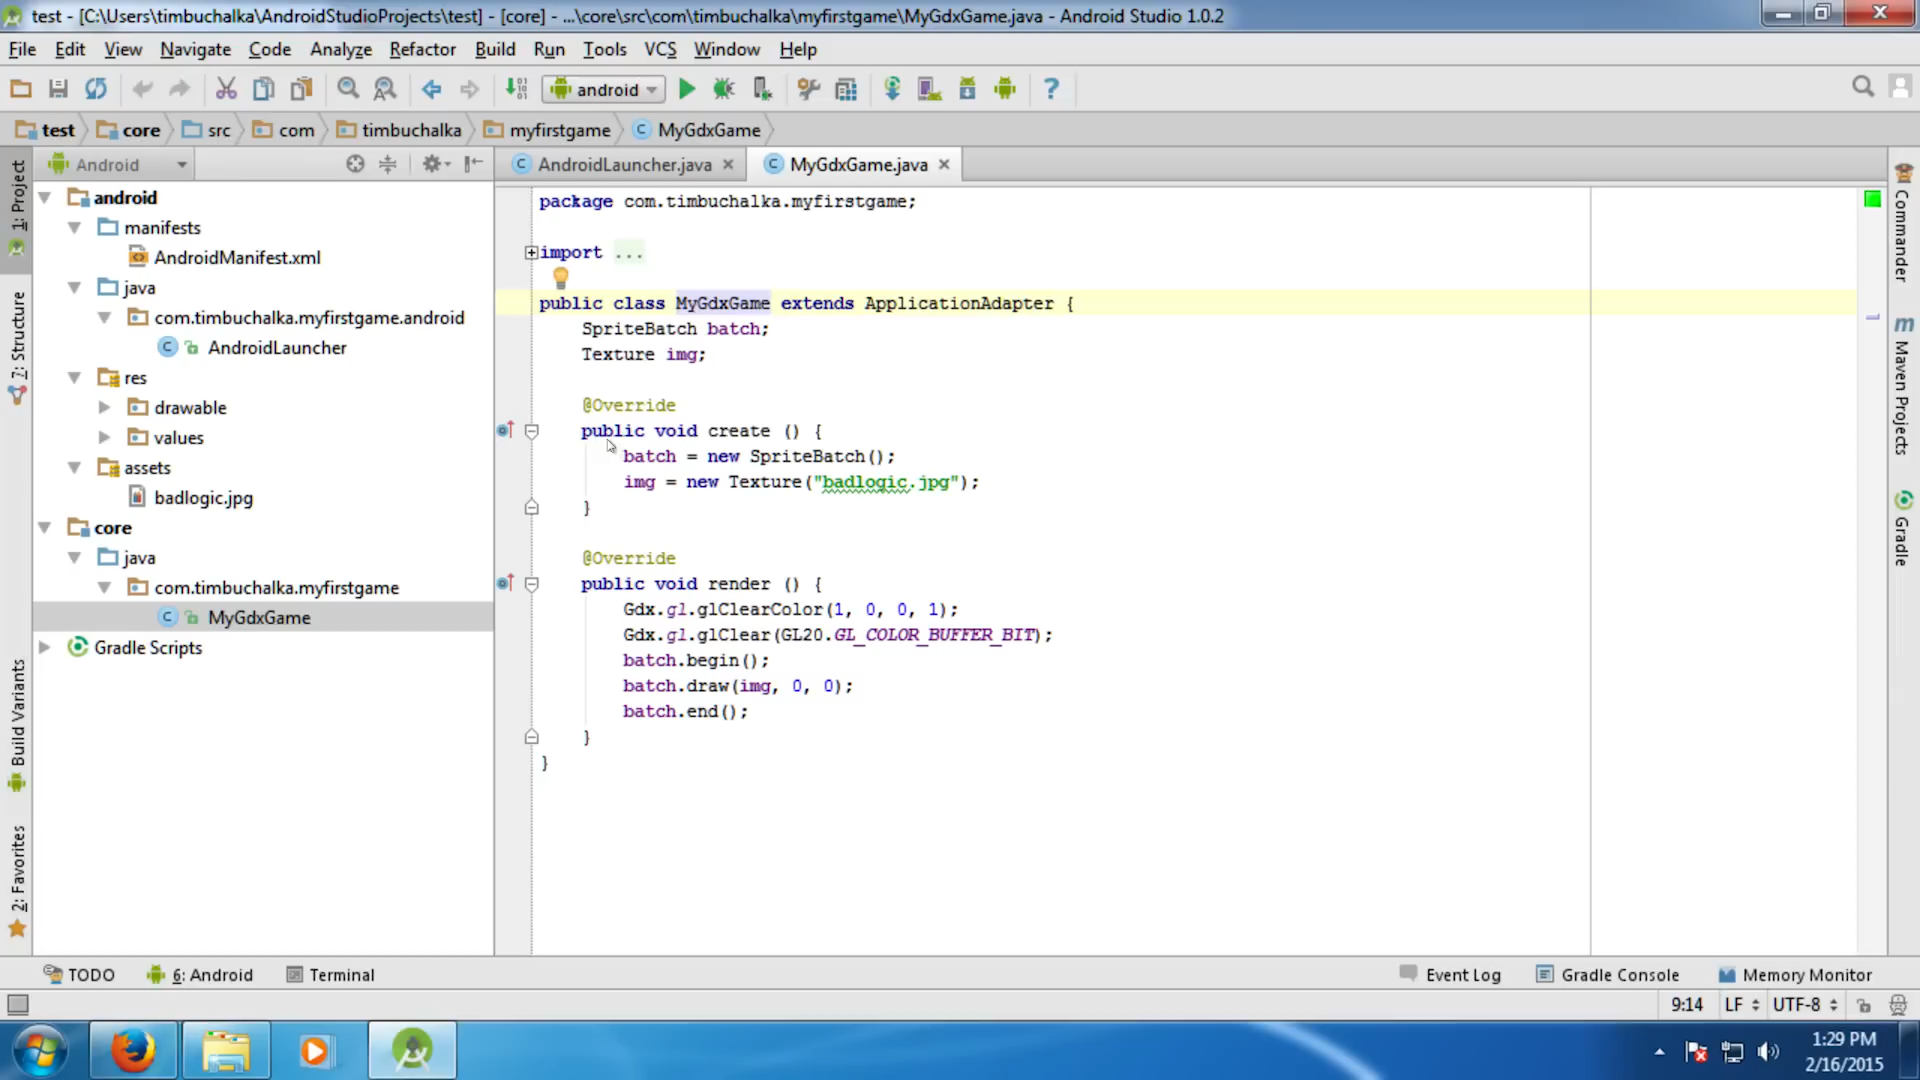 test - [C:\Users\timbuchalka\AndroidStudioProjects\test] - [core] - ...\core\src\com\timbuchalka\myfirstgame\MyGdxGame.java - Android Studio 1.0.2
File Edit View Navigate Code Analyze Refactor Build Run Tools VCS Window Help
android
test core src com timbuchalka myfirstgame MyGdxGame
Android
AndroidLauncher.java MyGdxGame.java
1: Project
7: Structure
Build Variants
2: Favorites
android
manifests
AndroidManifest.xml
java
com.timbuchalka.myfirstgame.android
AndroidLauncher
res
drawable
values
assets
badlogic.jpg
core
java
com.timbuchalka.myfirstgame
MyGdxGame
Gradle Scripts
package com.timbuchalka.myfirstgame;
import ...
public class MyGdxGame extends ApplicationAdapter {
SpriteBatch batch;
Texture img;
@Override
public void create () {
batch = new SpriteBatch();
img = new Texture("badlogic.jpg");
}
@Override
public void render () {
Gdx.gl.glClearColor(1, 0, 0, 1);
Gdx.gl.glClear(GL20.GL_COLOR_BUFFER_BIT);
batch.begin();
batch.draw(img, 0, 0);
batch.end();
}
}
Commander
Maven Projects
Gradle
TODO 6: Android Terminal Event Log Gradle Console Memory Monitor
9:14 LF UTF-8
1:29 PM
2/16/2015